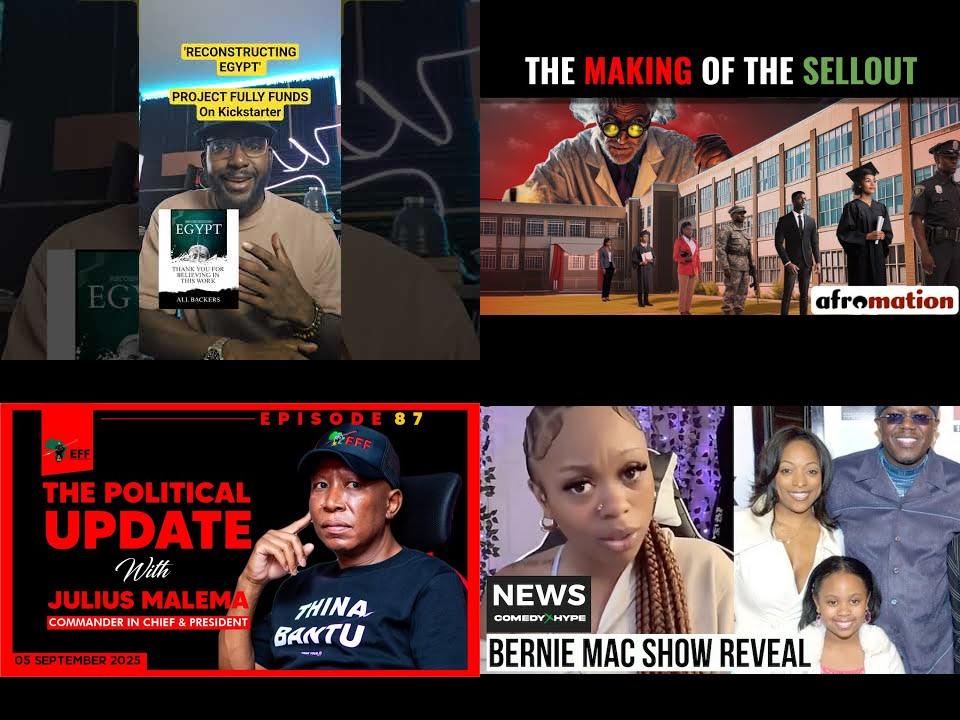 'RECONSTRUCTING
EGYPT'
PROJECT FULLY FUNDS
On Kickstarter
EGYPT
THANK YOU FOR
BELIEVING IN
THIS WORK
ALL BACKERS
EG
THE MAKING OF THE SELLOUT
afromation
EPISODE 87
EFF
THE POLITICAL
UPDATE
With
JULIUS MALEMA
COMMANDER IN CHIEF & PRESIDENT
05 SEPTEMBER 2025
EFF
THINA
BANTU
NEWS
COMEDY HYPE
BERNIE MAC SHOW REVEAL